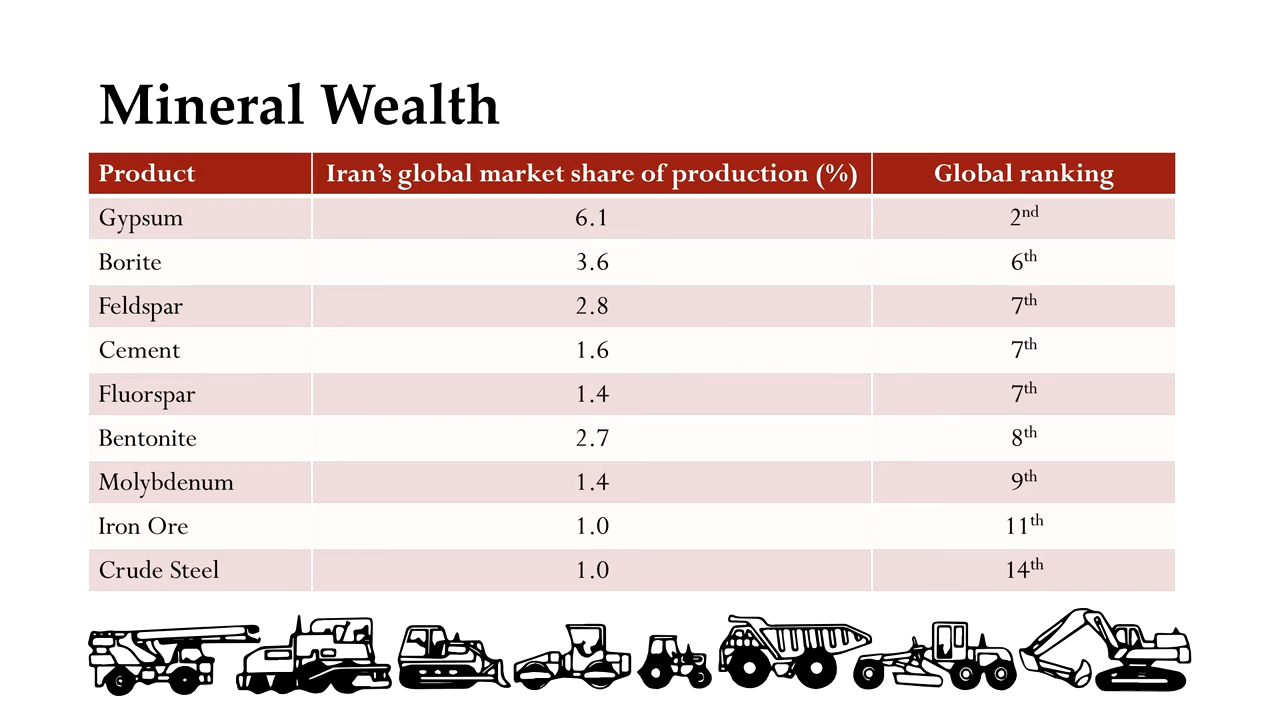 Mineral Wealth
Product Iran’s global market share of production (%) Global ranking
Gypsum 6.1 2nd
Borite 3.6 6th
Feldspar 2.8 7th
Cement 1.6 7th
Fluorspar 1.4 7th
Bentonite 2.7 8th
Molybdenum 1.4 9th
Iron Ore 1.0 11th
Crude Steel 1.0 14th